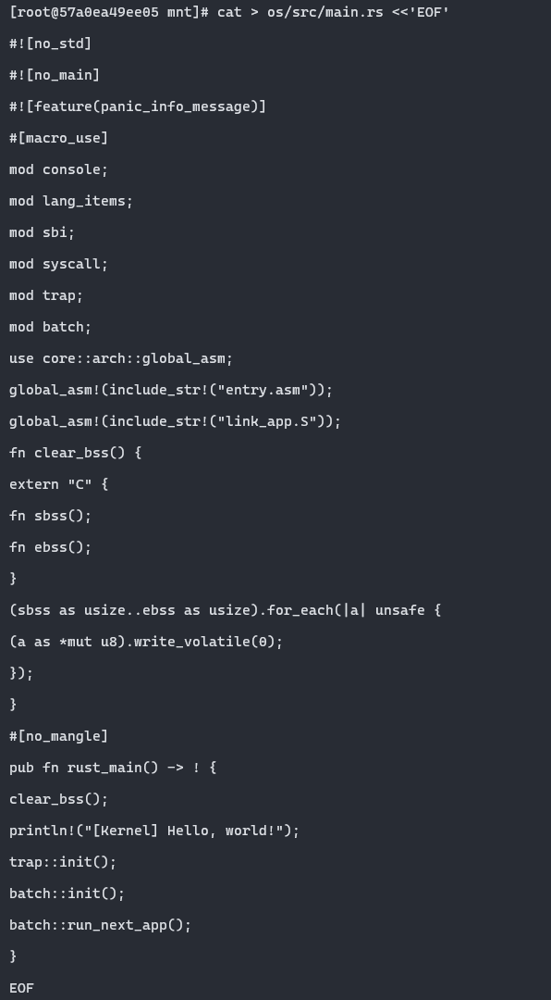 [root@57a0ea49ee05 mnt]# cat > os/src/main.rs <<'EOF'
#![no_std]
#![no_main]
#![feature(panic_info_message)]
#[macro_use]
mod console;
mod lang_items;
mod sbi;
mod syscall;
mod trap;
mod batch;
use core::arch::global_asm;
global_asm!(include_str!("entry.asm"));
global_asm!(include_str!("link_app.S"));
fn clear_bss() {
extern "C" {
fn sbss();
fn ebss();
}
(sbss as usize..ebss as usize).for_each(|a| unsafe {
(a as *mut u8).write_volatile(0);
});
}
#[no_mangle]
pub fn rust_main() -> ! {
clear_bss();
println!("[Kernel] Hello, world!");
trap::init();
batch::init();
batch::run_next_app();
}
EOF